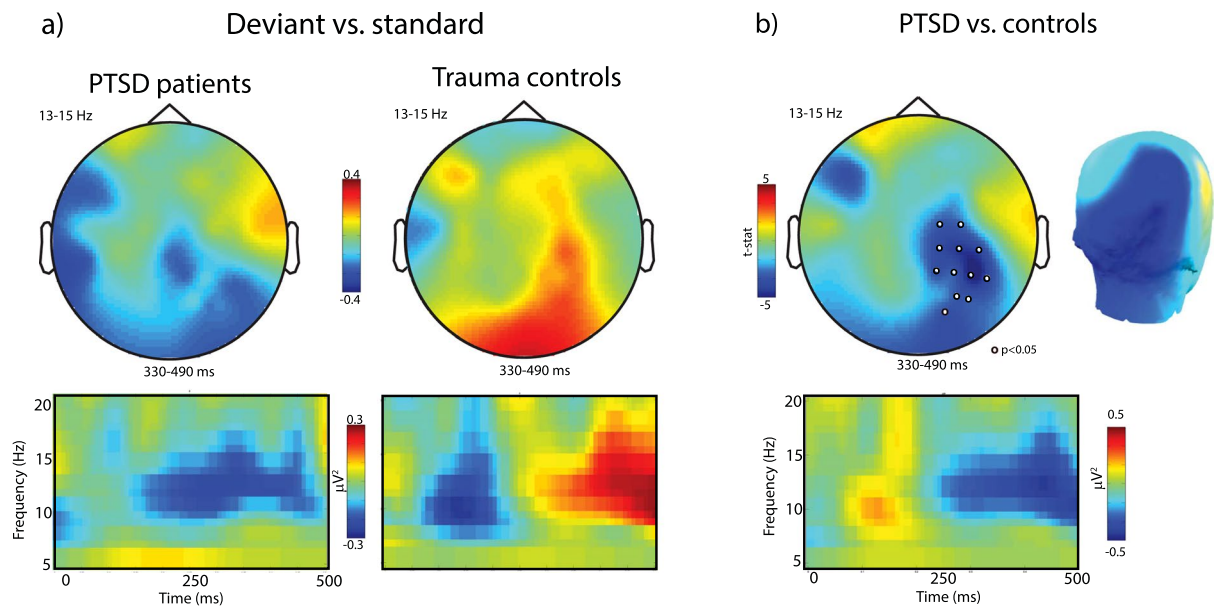 a)
Deviant vs. standard
b)
PTSD vs. controls
PTSD patients
Trauma controls
13-15 Hz
13-15 Hz
13-15 Hz
0.4
-0.4
5
t-stat
-5
p<0.05
330-490 ms
330-490 ms
330-490 ms
20
15
10
5
Frequency (Hz)
0
250
500
Time (ms)
0.3
μV²
-0.3
20
15
10
5
Frequency (Hz)
0
250
500
Time (ms)
0.5
μV²
-0.5